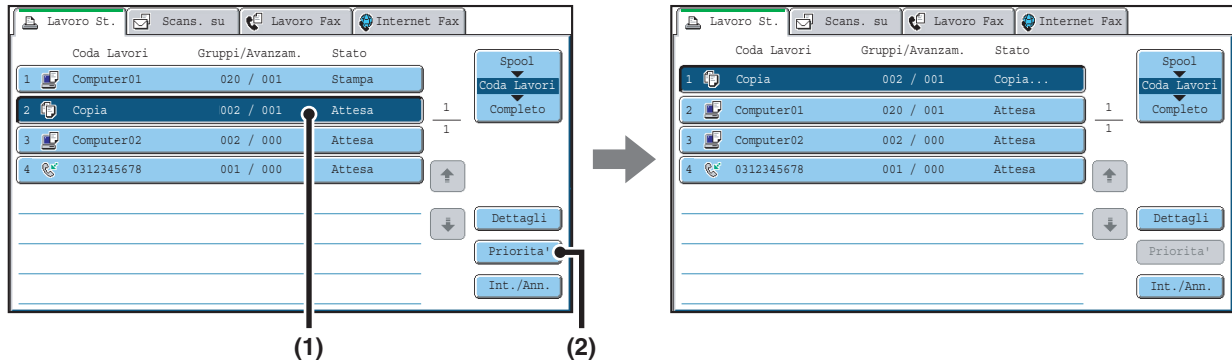 Lavoro St. Scans. su Lavoro Fax Internet Fax
Coda Lavori Gruppi/Avanzam. Stato
1 Computer01 020 / 001 Stampa
2 Copia 002 / 001 Attesa
3 Computer02 002 / 000 Attesa
4 0312345678 001 / 000 Attesa
1
1
Spool
Coda Lavori
Completo
Dettagli
Priorita'
Int./Ann.
(1)
(2)
Lavoro St. Scans. su Lavoro Fax Internet Fax
Coda Lavori Gruppi/Avanzam. Stato
1 Copia 002 / 001 Copia...
2 Computer01 020 / 001 Attesa
3 Computer02 002 / 000 Attesa
4 0312345678 001 / 000 Attesa
1
1
Spool
Coda Lavori
Completo
Dettagli
Priorita'
Int./Ann.